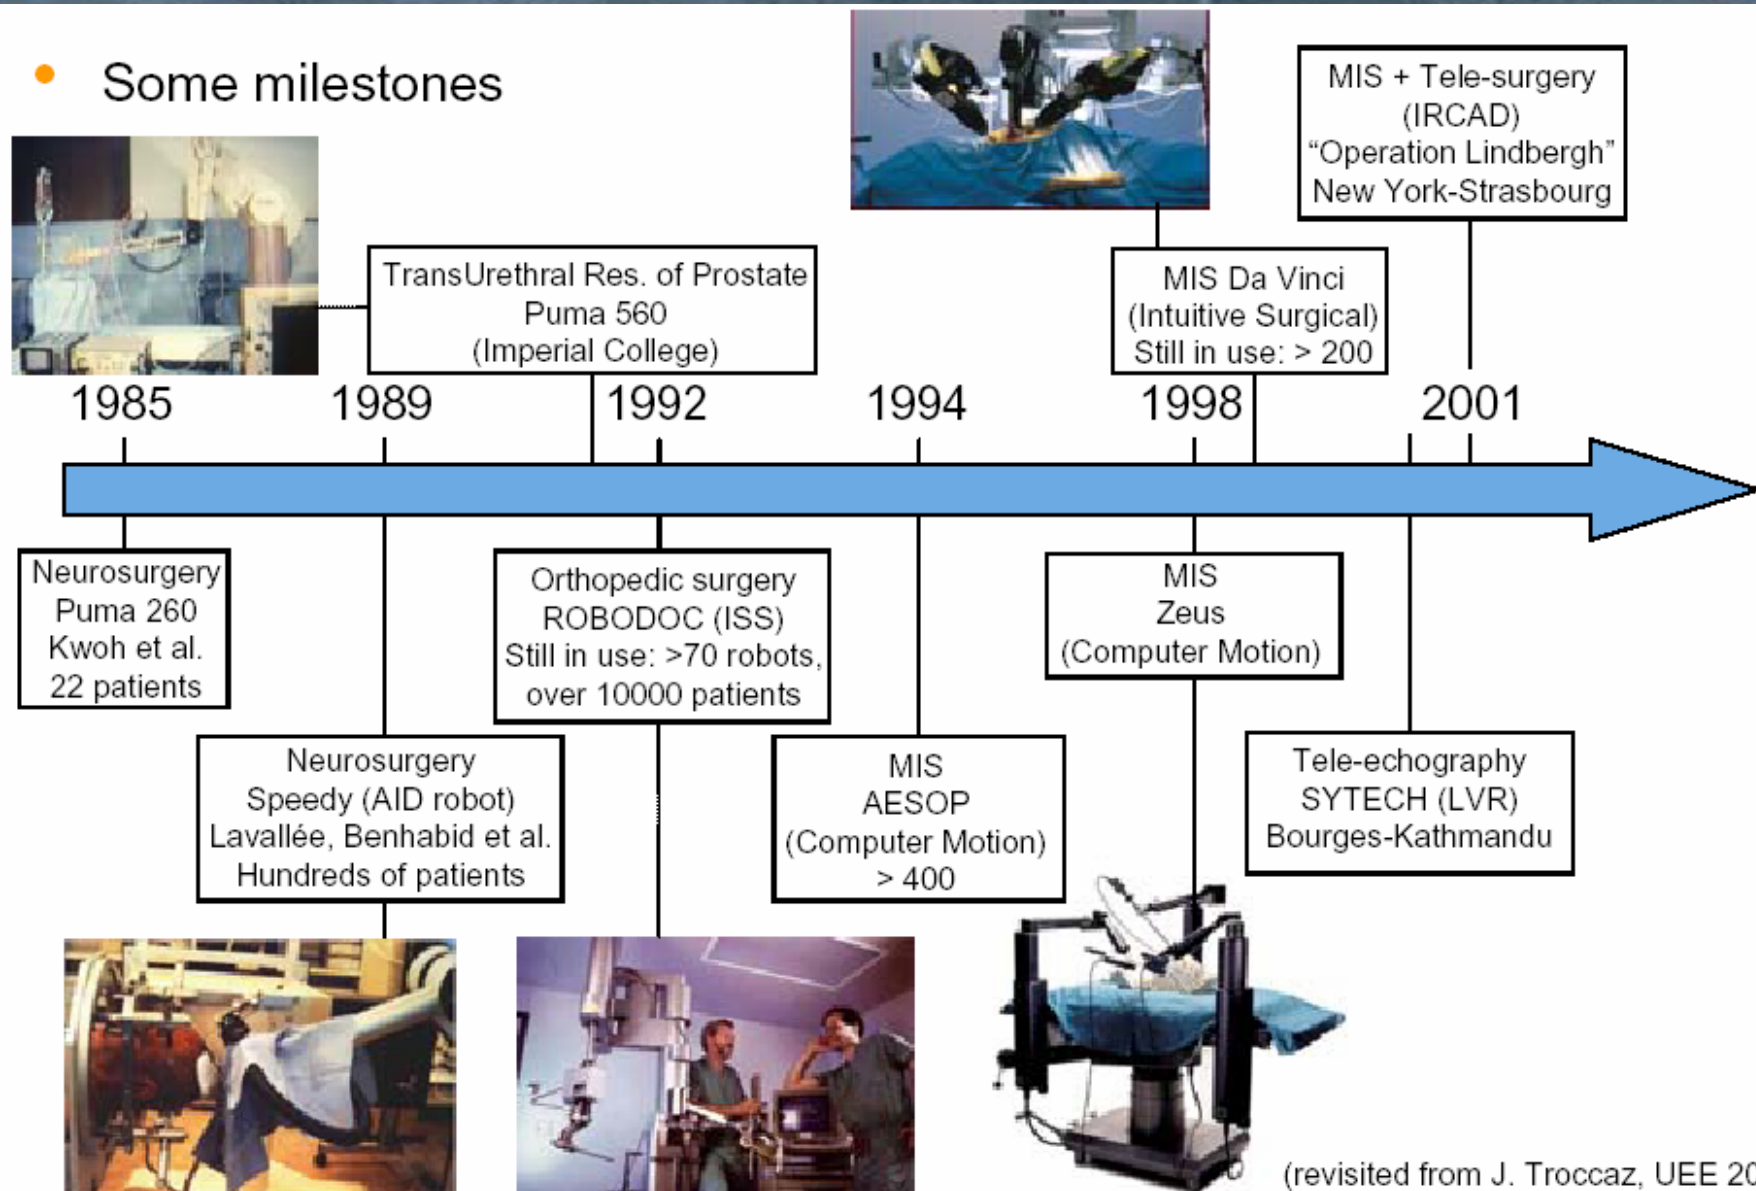 Some milestones
MIS + Tele-surgery
(IRCAD)
“Operation Lindbergh”
New York-Strasbourg
TransUrethral Res. of Prostate
Puma 560
(Imperial College)
MIS Da Vinci
(Intuitive Surgical)
Still in use: > 200
1985 1989 1992 1994 1998 2001
Neurosurgery
Puma 260
Kwoh et al.
22 patients
Orthopedic surgery
ROBODOC (ISS)
Still in use: >70 robots,
over 10000 patients
MIS
Zeus
(Computer Motion)
Neurosurgery
Speedy (AID robot)
Lavallée, Benhabid et al.
Hundreds of patients
MIS
AESOP
(Computer Motion)
> 400
Tele-echography
SYTECH (LVR)
Bourges-Kathmandu
(revisited from J. Troccaz, UEE 20